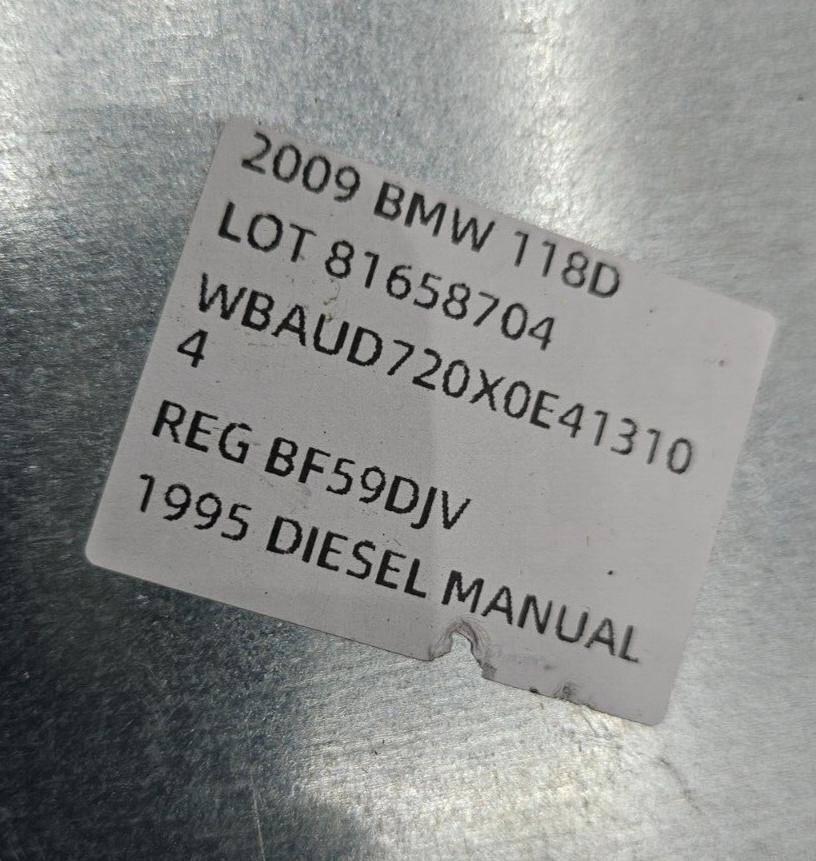 2009 BMW 118D
LOT 81658704
WBAUD720X0E41310
4
REG BF59DJV
1995 DIESEL MANUAL